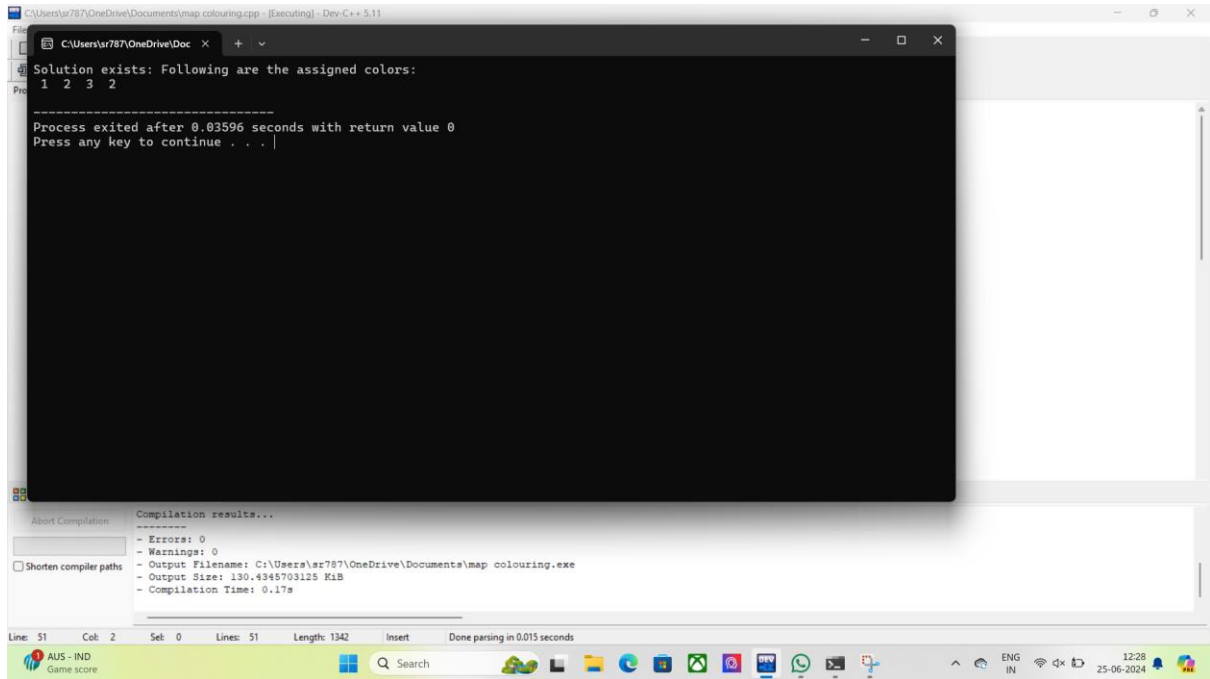 C:\Users\sr787\OneDrive\Documents\map colouring.cpp - [Executing] - Dev-C++ 5.11
File
C:\Users\sr787\OneDrive\Doc
Solution exists: Following are the assigned colors:
1 2 3 2
--------------------------------
Process exited after 0.03596 seconds with return value 0
Press any key to continue . . .
Pro
Abort Compilation
Shorten compiler paths
Compilation results...
--------
- Errors: 0
- Warnings: 0
- Output Filename: C:\Users\sr787\OneDrive\Documents\map colouring.exe
- Output Size: 130.4345703125 KiB
- Compilation Time: 0.17s
Line: 51 Col: 2 Sel: 0 Lines: 51 Length: 1342 Insert Done parsing in 0.015 seconds
1
AUS - IND
Game score
Search
DEV
ENG
IN
12:28
25-06-2024
PRE